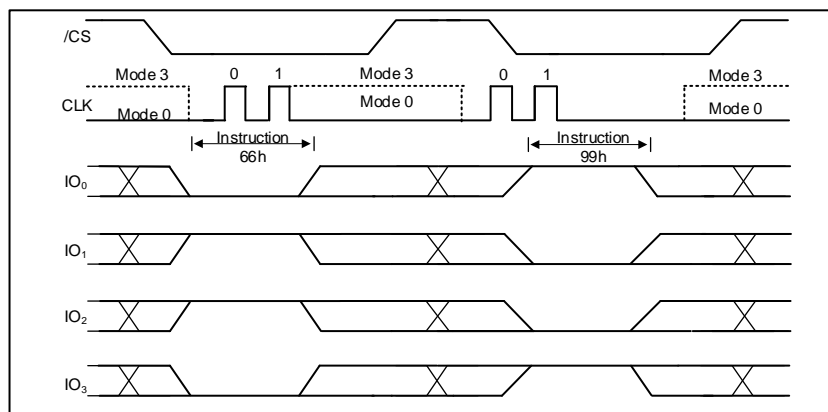 /CS
Mode 3 0 1 Mode 3 0 1 Mode 3
CLK Mode 0 Mode 0 Mode 0
Instruction Instruction
66h 99h
IO₀
IO₁
IO₂
IO₃